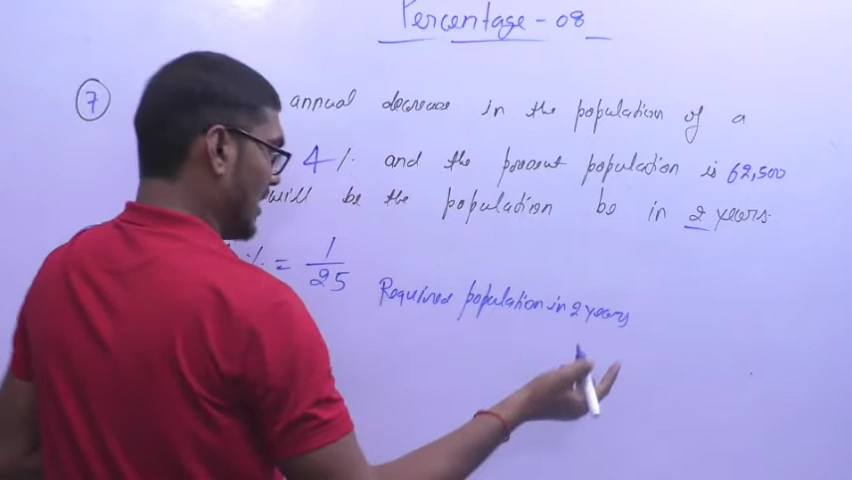 Percentage - 08
7 annual decrease in the population of a
4% and the present population is 62,500
will be the population be in 2 years.
% = 1/25
Required population in 2 years